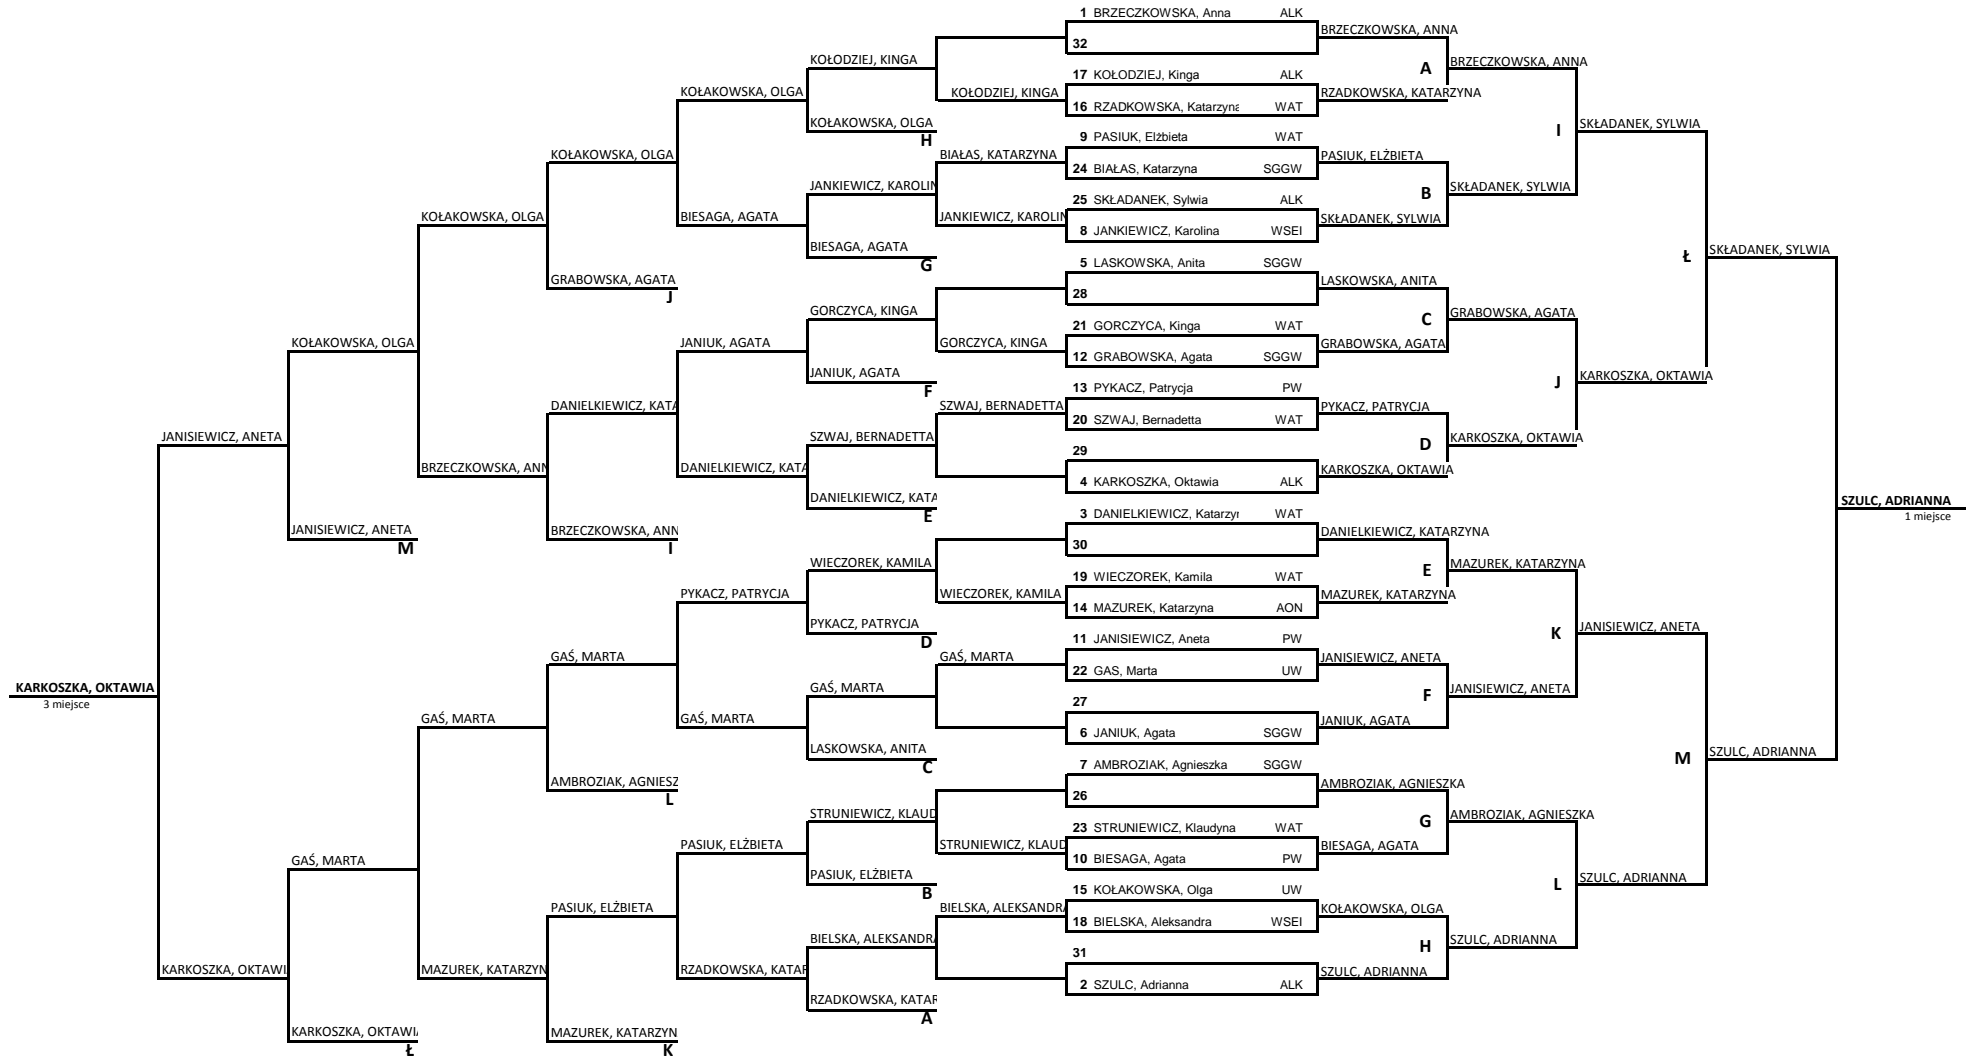 1 BRZECZKOWSKA, Anna ALK
BRZECZKOWSKA, ANNA
32
KOŁODZIEJ, KINGA
A
BRZECZKOWSKA, ANNA
17 KOŁODZIEJ, Kinga ALK
KOŁAKOWSKA, OLGA
KOŁODZIEJ, KINGA
RZADKOWSKA, KATARZYNA
16 RZADKOWSKA, Katarzyna WAT
KOŁAKOWSKA, OLGA
I
SKŁADANEK, SYLWIA
H
9 PASIUK, Elżbieta WAT
KOŁAKOWSKA, OLGA
BIAŁAS, KATARZYNA
PASIUK, ELŻBIETA
24 BIAŁAS, Katarzyna SGGW
JANKIEWICZ, KAROLIN
B
SKŁADANEK, SYLWIA
25 SKŁADANEK, Sylwia ALK
KOŁAKOWSKA, OLGA
BIESAGA, AGATA
JANKIEWICZ, KAROLIN
SKŁADANEK, SYLWIA
8 JANKIEWICZ, Karolina WSEI
BIESAGA, AGATA
Ł
SKŁADANEK, SYLWIA
G
5 LASKOWSKA, Anita SGGW
GRABOWSKA, AGATA
J
LASKOWSKA, ANITA
28
GORCZYCA, KINGA
C
GRABOWSKA, AGATA
21 GORCZYCA, Kinga WAT
KOŁAKOWSKA, OLGA
JANIUK, AGATA
GORCZYCA, KINGA
GRABOWSKA, AGATA
12 GRABOWSKA, Agata SGGW
JANIUK, AGATA
J
KARKOSZKA, OKTAWIA
F
13 PYKACZ, Patrycja PW
DANIELKIEWICZ, KATA
SZWAJ, BERNADETTA
PYKACZ, PATRYCJA
20 SZWAJ, Bernadetta WAT
JANISIEWICZ, ANETA
SZWAJ, BERNADETTA
D
KARKOSZKA, OKTAWIA
29
BRZECZKOWSKA, ANN
DANIELKIEWICZ, KATA
KARKOSZKA, OKTAWIA
4 KARKOSZKA, Oktawia ALK
DANIELKIEWICZ, KATA
SZULC, ADRIANNA
E
3 DANIELKIEWICZ, Katarzyr WAT
1 miejsce
JANISIEWICZ, ANETA
M
BRZECZKOWSKA, ANN
I
DANIELKIEWICZ, KATARZYNA
30
WIECZOREK, KAMILA
E
MAZUREK, KATARZYNA
19 WIECZOREK, Kamila WAT
PYKACZ, PATRYCJA
WIECZOREK, KAMILA
MAZUREK, KATARZYNA
14 MAZUREK, Katarzyna AON
PYKACZ, PATRYCJA
K
JANISIEWICZ, ANETA
D
11 JANISIEWICZ, Aneta PW
GAŚ, MARTA
GAŚ, MARTA
JANISIEWICZ, ANETA
22 GAS, Marta UW
KARKOSZKA, OKTAWIA
3 miejsce
GAŚ, MARTA
F
JANISIEWICZ, ANETA
27
GAŚ, MARTA
GAŚ, MARTA
JANIUK, AGATA
6 JANIUK, Agata SGGW
LASKOWSKA, ANITA
M
SZULC, ADRIANNA
C
7 AMBROZIAK, Agnieszka SGGW
AMBROZIAK, AGNIESZ
L
AMBROZIAK, AGNIESZKA
26
STRUNIEWICZ, KLAUD
G
AMBROZIAK, AGNIESZKA
23 STRUNIEWICZ, Klaudyna WAT
GAŚ, MARTA
PASIUK, ELŻBIETA
STRUNIEWICZ, KLAUD
BIESAGA, AGATA
10 BIESAGA, Agata PW
PASIUK, ELŻBIETA
L
SZULC, ADRIANNA
B
15 KOŁAKOWSKA, Olga UW
PASIUK, ELŻBIETA
BIELSKA, ALEKSANDRA
KOŁAKOWSKA, OLGA
18 BIELSKA, Aleksandra WSEI
BIELSKA, ALEKSANDRA
H
SZULC, ADRIANNA
31
KARKOSZKA, OKTAWI
MAZUREK, KATARZYN
RZADKOWSKA, KATAR
SZULC, ADRIANNA
2 SZULC, Adrianna ALK
RZADKOWSKA, KATAR
A
KARKOSZKA, OKTAWI
Ł
MAZUREK, KATARZYN
K